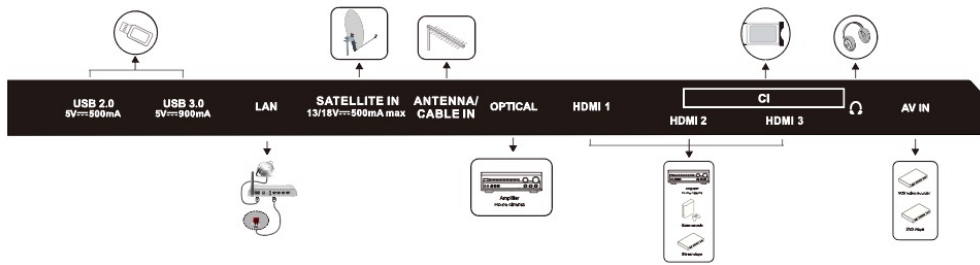 USB 2.0
5V⎓500mA
USB 3.0
5V⎓900mA
LAN
SATELLITE IN
13/18V⎓500mA max
ANTENNA/
CABLE IN
OPTICAL
HDMI 1
CI
HDMI 2
HDMI 3
AV IN
Amplifier